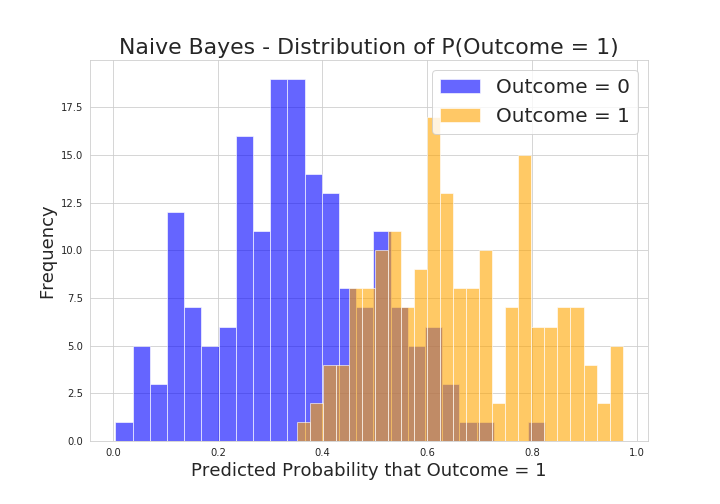 Naive Bayes - Distribution of P(Outcome = 1)
Outcome = 0
Outcome = 1
17.5
15.0
12.5
10.0
7.5
5.0
2.5
0.0
Frequency
0.0 0.2 0.4 0.6 0.8 1.0
Predicted Probability that Outcome = 1